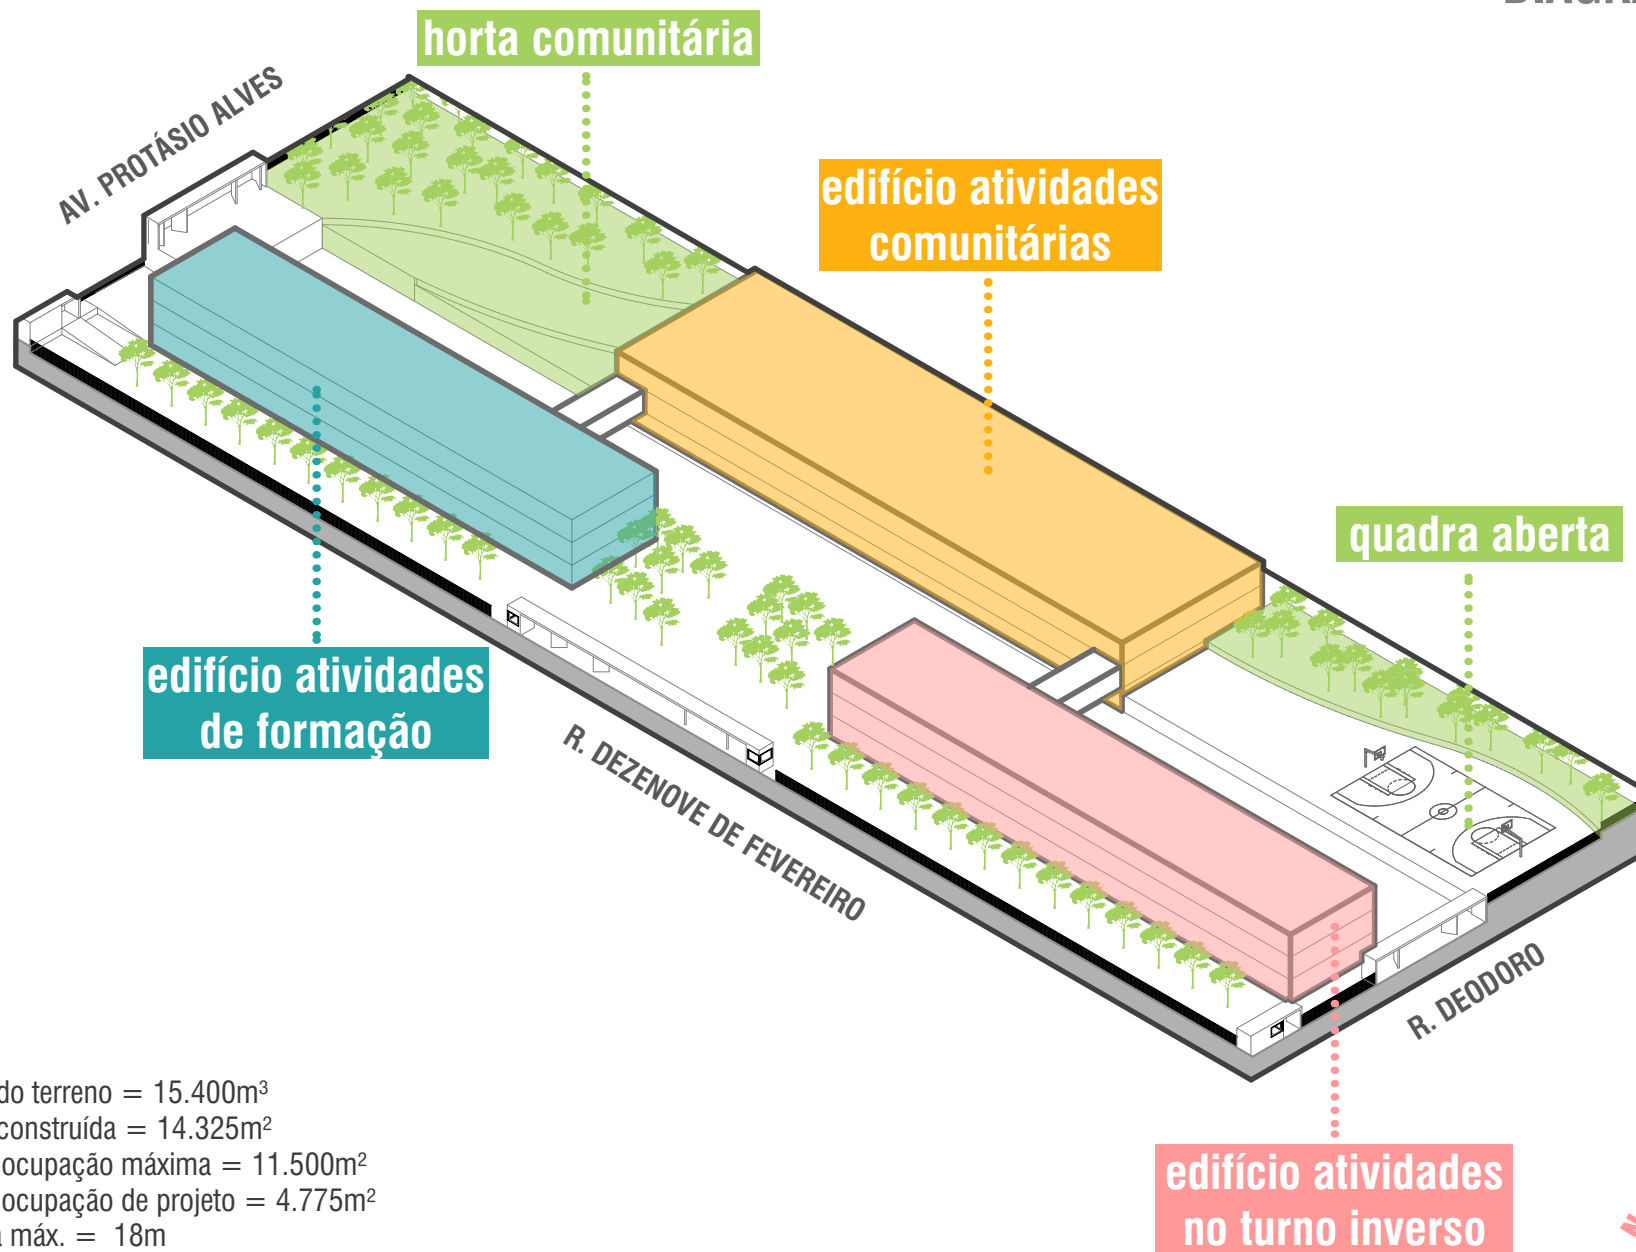 horta comunitária
AV. PROTÁSIO ALVES
edifício atividades
comunitárias
quadra aberta
edifício atividades
de formação
R. DEZENOVE DE FEVEREIRO
R. DEODORO
do terreno = 15.400m³
construída = 14.325m²
ocupação máxima = 11.500m²
ocupação de projeto = 4.775m²
máx. = 18m
edifício atividades
no turno inverso